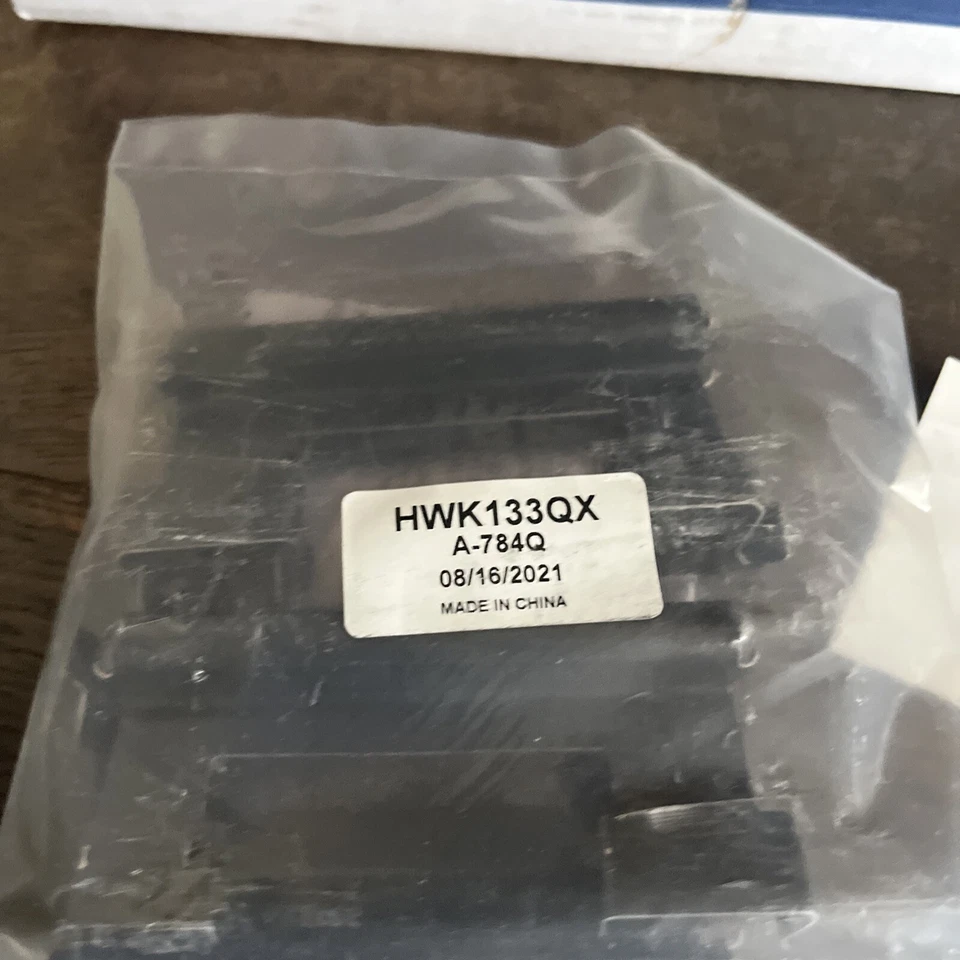 HWK133QX
A-784Q
08/16/2021
MADE IN CHINA